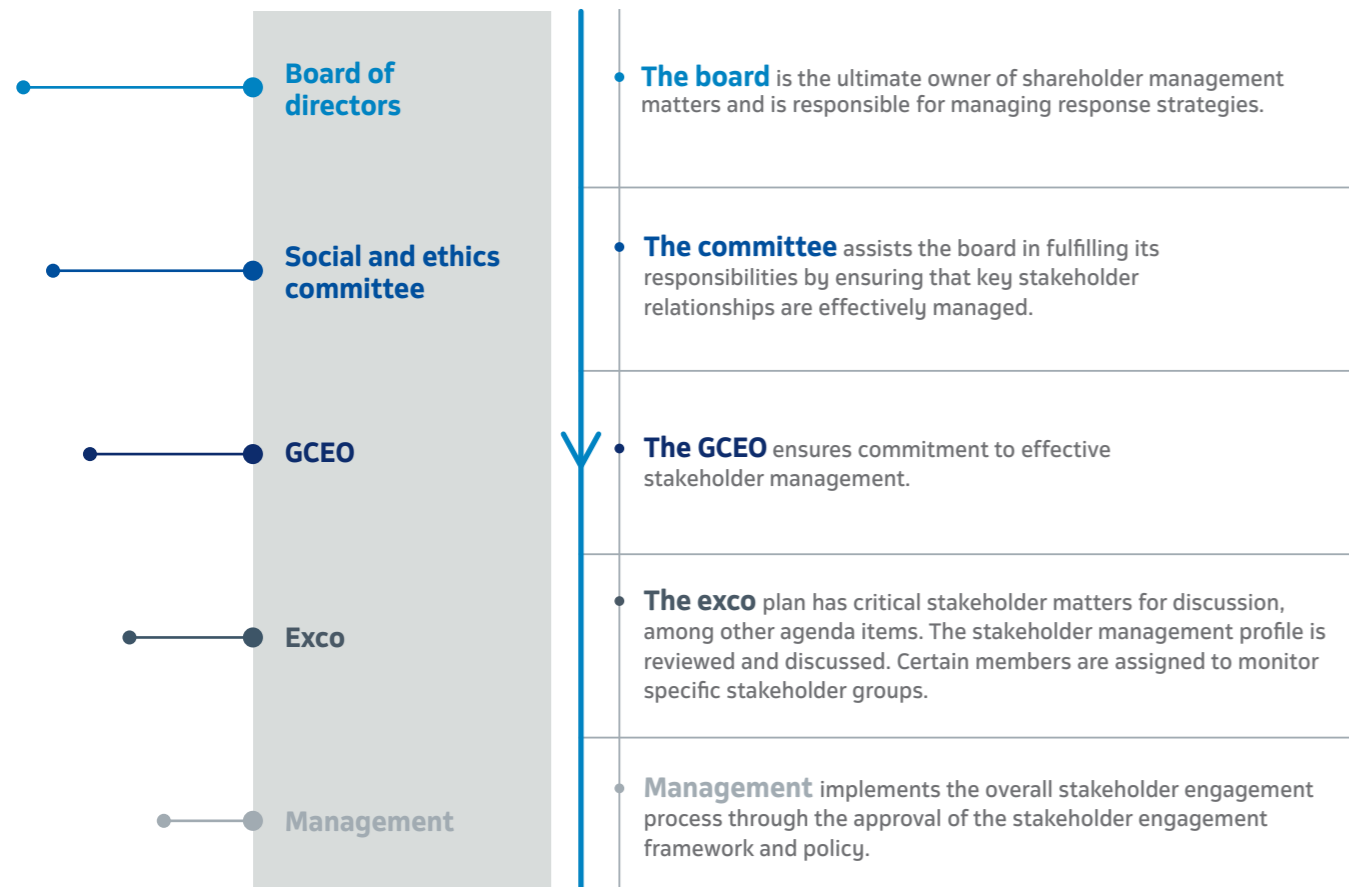 Board of
directors
The board is the ultimate owner of shareholder management
matters and is responsible for managing response strategies.
Social and ethics
committee
The committee assists the board in fulfilling its
responsibilities by ensuring that key stakeholder
relationships are effectively managed.
GCEO
The GCEO ensures commitment to effective
stakeholder management.
Exco
The exco plan has critical stakeholder matters for discussion,
among other agenda items. The stakeholder management profile is
reviewed and discussed. Certain members are assigned to monitor
specific stakeholder groups.
Management
Management implements the overall stakeholder engagement
process through the approval of the stakeholder engagement
framework and policy.